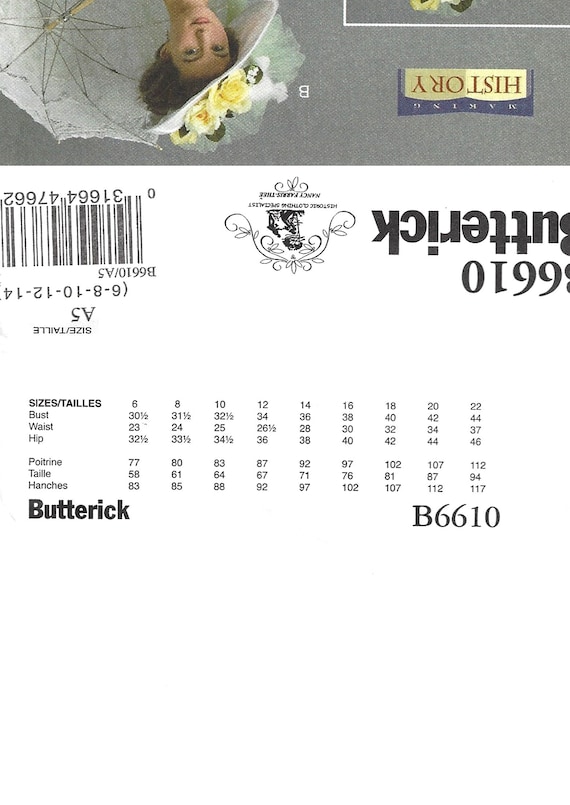 B6610
Butterick
SIZE/TAILLE
A5
(6-8-10-12-14)
B6610/A5
0 31664 47662
HISTORIC CLOTHING SPECIALIST
NANCY FARRIS-THEÉ
MAKING
HISTORY
B
SIZES/TAILLES 6 8 10 12 14 16 18 20 22
Bust 30½ 31½ 32½ 34 36 38 40 42 44
Waist 23 24 25 26½ 28 30 32 34 37
Hip 32½ 33½ 34½ 36 38 40 42 44 46
Poitrine 77 80 83 87 92 97 102 107 112
Taille 58 61 64 67 71 76 81 87 94
Hanches 83 85 88 92 97 102 107 112 117
Butterick B6610